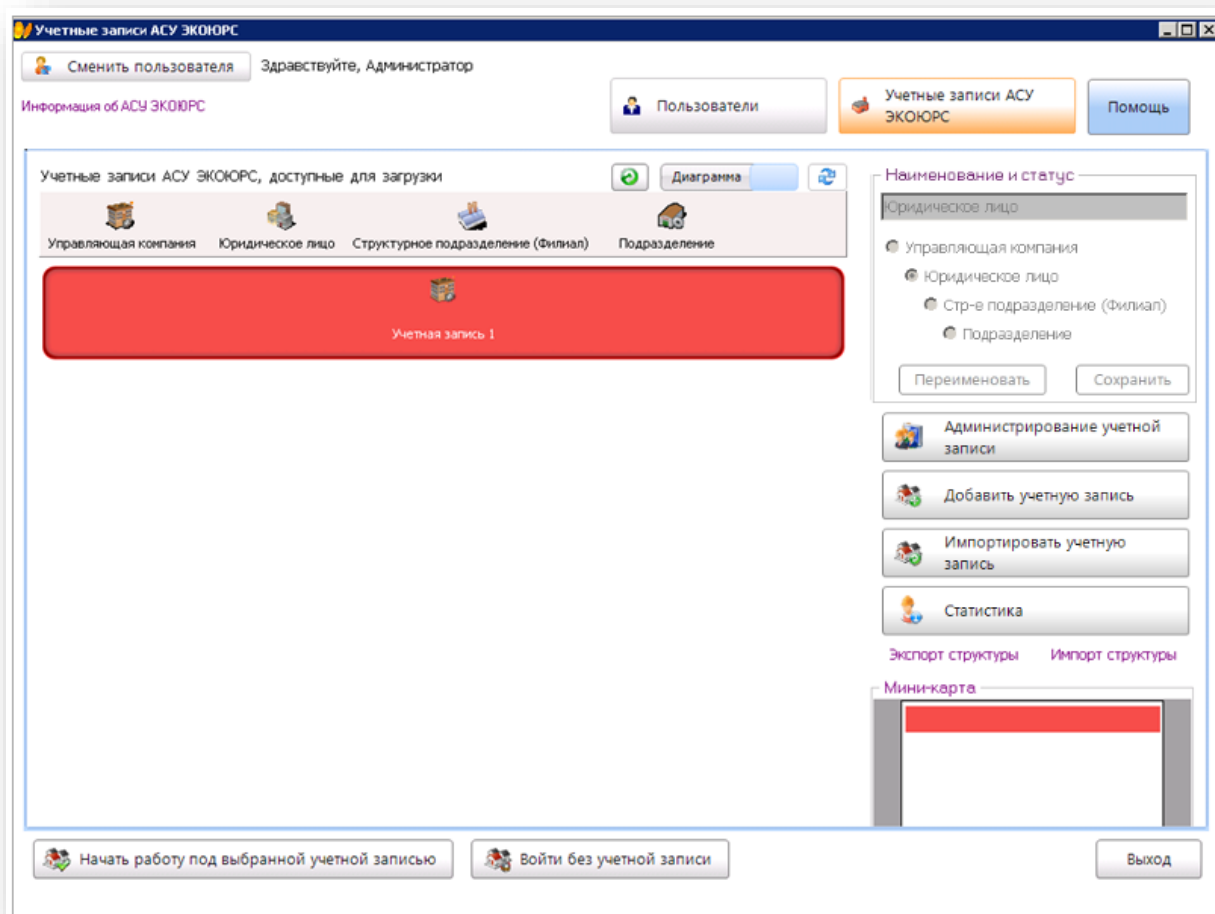 Учетные записи АСУ ЭКОЮРС
Сменить пользователя
Здравствуйте, Администратор
Информация об АСУ ЭКОЮРС
Пользователи
Учетные записи АСУ
ЭКОЮРС
Помощь
Учетные записи АСУ ЭКОЮРС, доступные для загрузки
Диаграмма
Управляющая компания
Юридическое лицо
Структурное подразделение (Филиал)
Подразделение
Учетная запись 1
Наименование и статус
Юридическое лицо
Управляющая компания
Юридическое лицо
Стр-е подразделение (Филиал)
Подразделение
Переименовать
Сохранить
Администрирование учетной
записи
Добавить учетную запись
Импортировать учетную
запись
Статистика
Экспорт структуры
Импорт структуры
Мини-карта
Начать работу под выбранной учетной записью
Войти без учетной записи
Выход